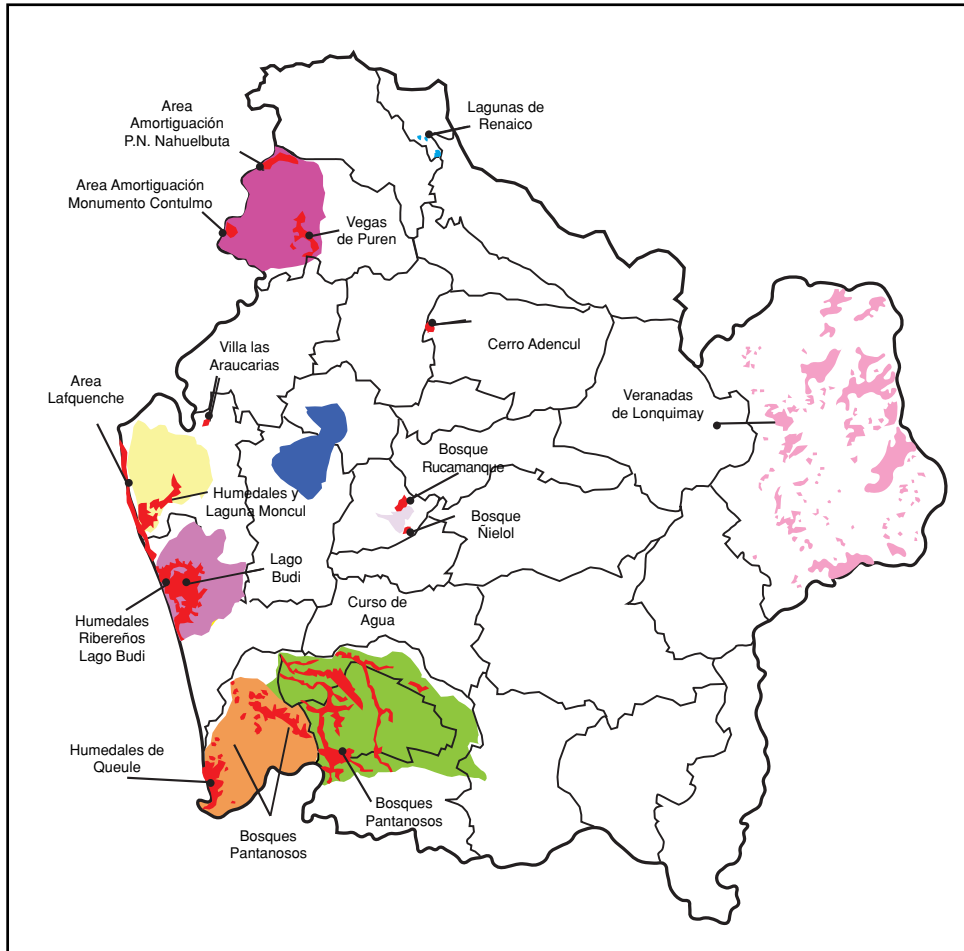 Area
Amortiguación
P.N. Nahuelbuta
Lagunas de
Renaico
Area Amortiguación
Monumento Contulmo
Vegas
de Puren
Villa las
Araucarias
Cerro Adencul
Area
Lafquenche
Veranadas
de Lonquimay
Bosque
Rucamanque
Humedales y
Laguna Moncul
Bosque
Ñielol
Lago
Budi
Humedales
Ribereños
Lago Budi
Curso de
Agua
Humedales de
Queule
Bosques
Pantanosos
Bosques
Pantanosos